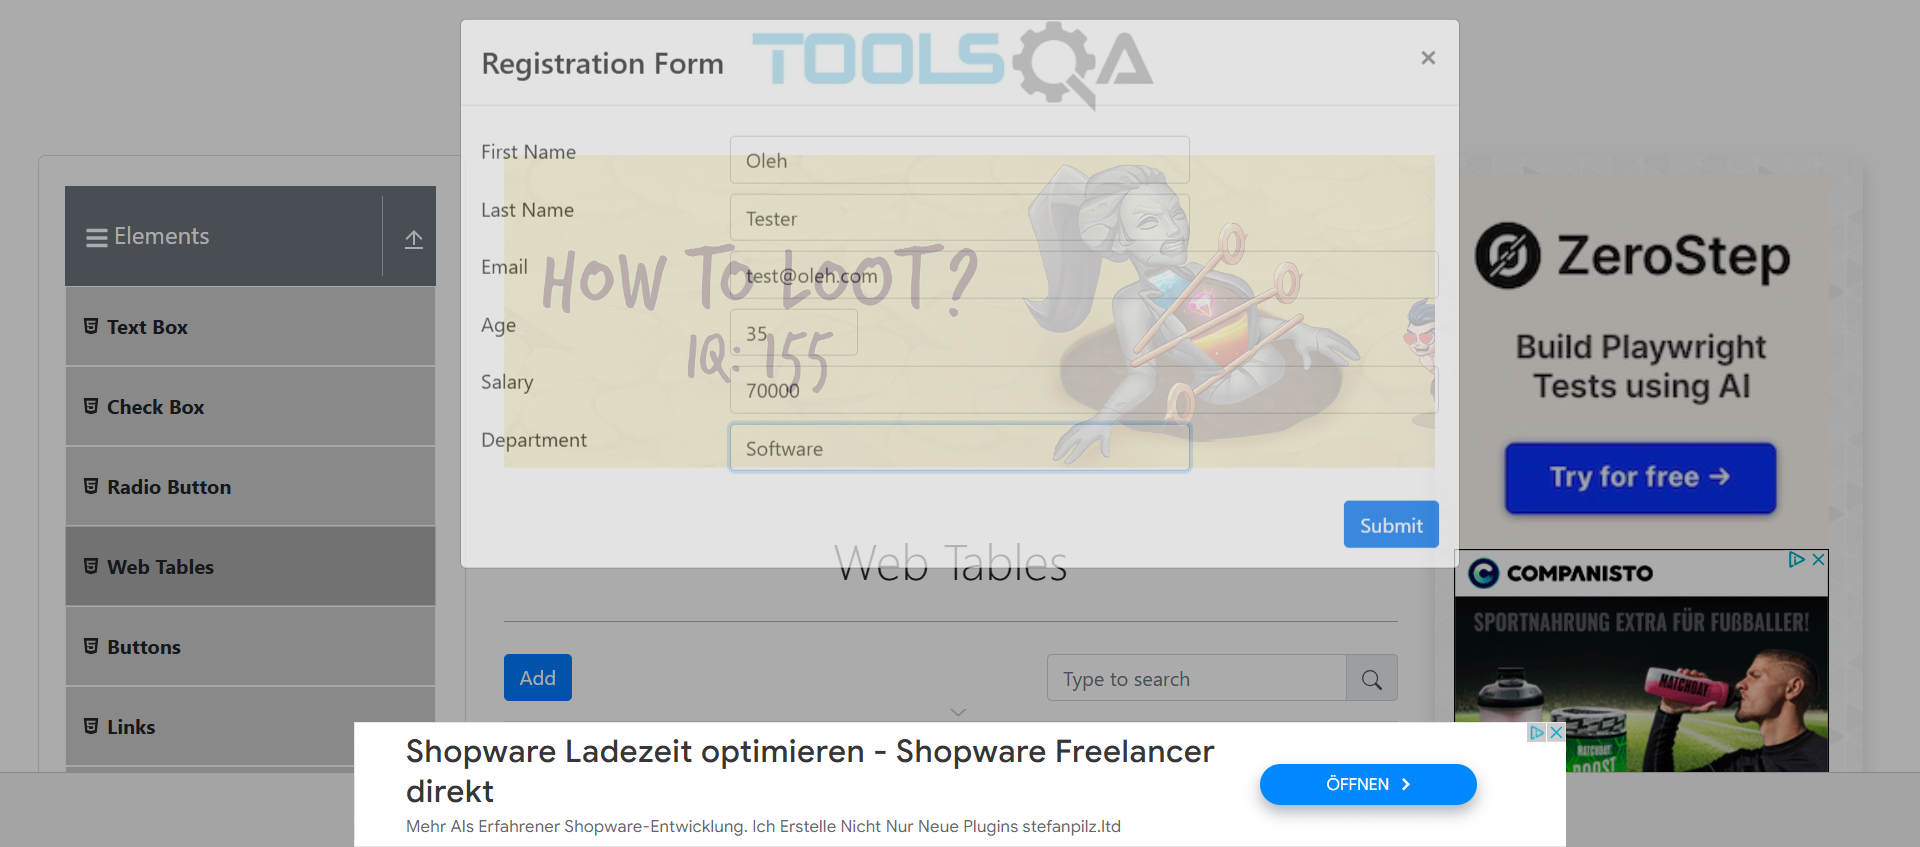 Registration Form
TOOLSQA
×
First Name
Oleh
Last Name
Tester
Email
test@oleh.com
Age
35
Salary
70000
Department
Software
Submit
HOW TO LOOT?
IQ: 155
Elements
Text Box
Check Box
Radio Button
Web Tables
Buttons
Links
Web Tables
Add
Type to search
ZeroStep
Build Playwright
Tests using AI
Try for free →
COMPANISTO
SPORTNAHRUNG EXTRA FÜR FUẞBALLER!
MATCHDAY
MATCHDAY
BOOST
Shopware Ladezeit optimieren - Shopware Freelancer
direkt
Mehr Als Erfahrener Shopware-Entwicklung. Ich Erstelle Nicht Nur Neue Plugins stefanpilz.ltd
ÖFFNEN